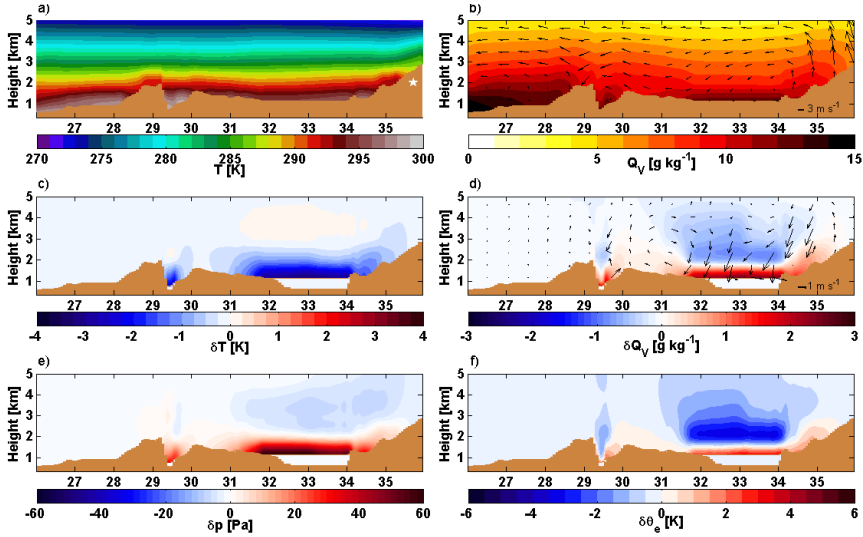 a)
5
4
3
2
1
Height [km]
27 28 29 30 31 32 33 34 35
270 275 280 285 290 295 300
T [K]
b)
5
4
3
2
1
Height [km]
3 m s⁻¹
27 28 29 30 31 32 33 34 35
0 5 10 15
Q_V [g kg⁻¹]
c)
5
4
3
2
1
Height [km]
27 28 29 30 31 32 33 34 35
-4 -3 -2 -1 0 1 2 3 4
δT [K]
d)
5
4
3
2
1
Height [km]
1 m s⁻¹
27 28 29 30 31 32 33 34 35
-3 -2 -1 0 1 2 3
δQ_V [g kg⁻¹]
e)
5
4
3
2
1
Height [km]
27 28 29 30 31 32 33 34 35
-60 -40 -20 0 20 40 60
δp [Pa]
f)
5
4
3
2
1
Height [km]
27 28 29 30 31 32 33 34 35
-6 -4 -2 0 2 4 6
δθ_e [K]